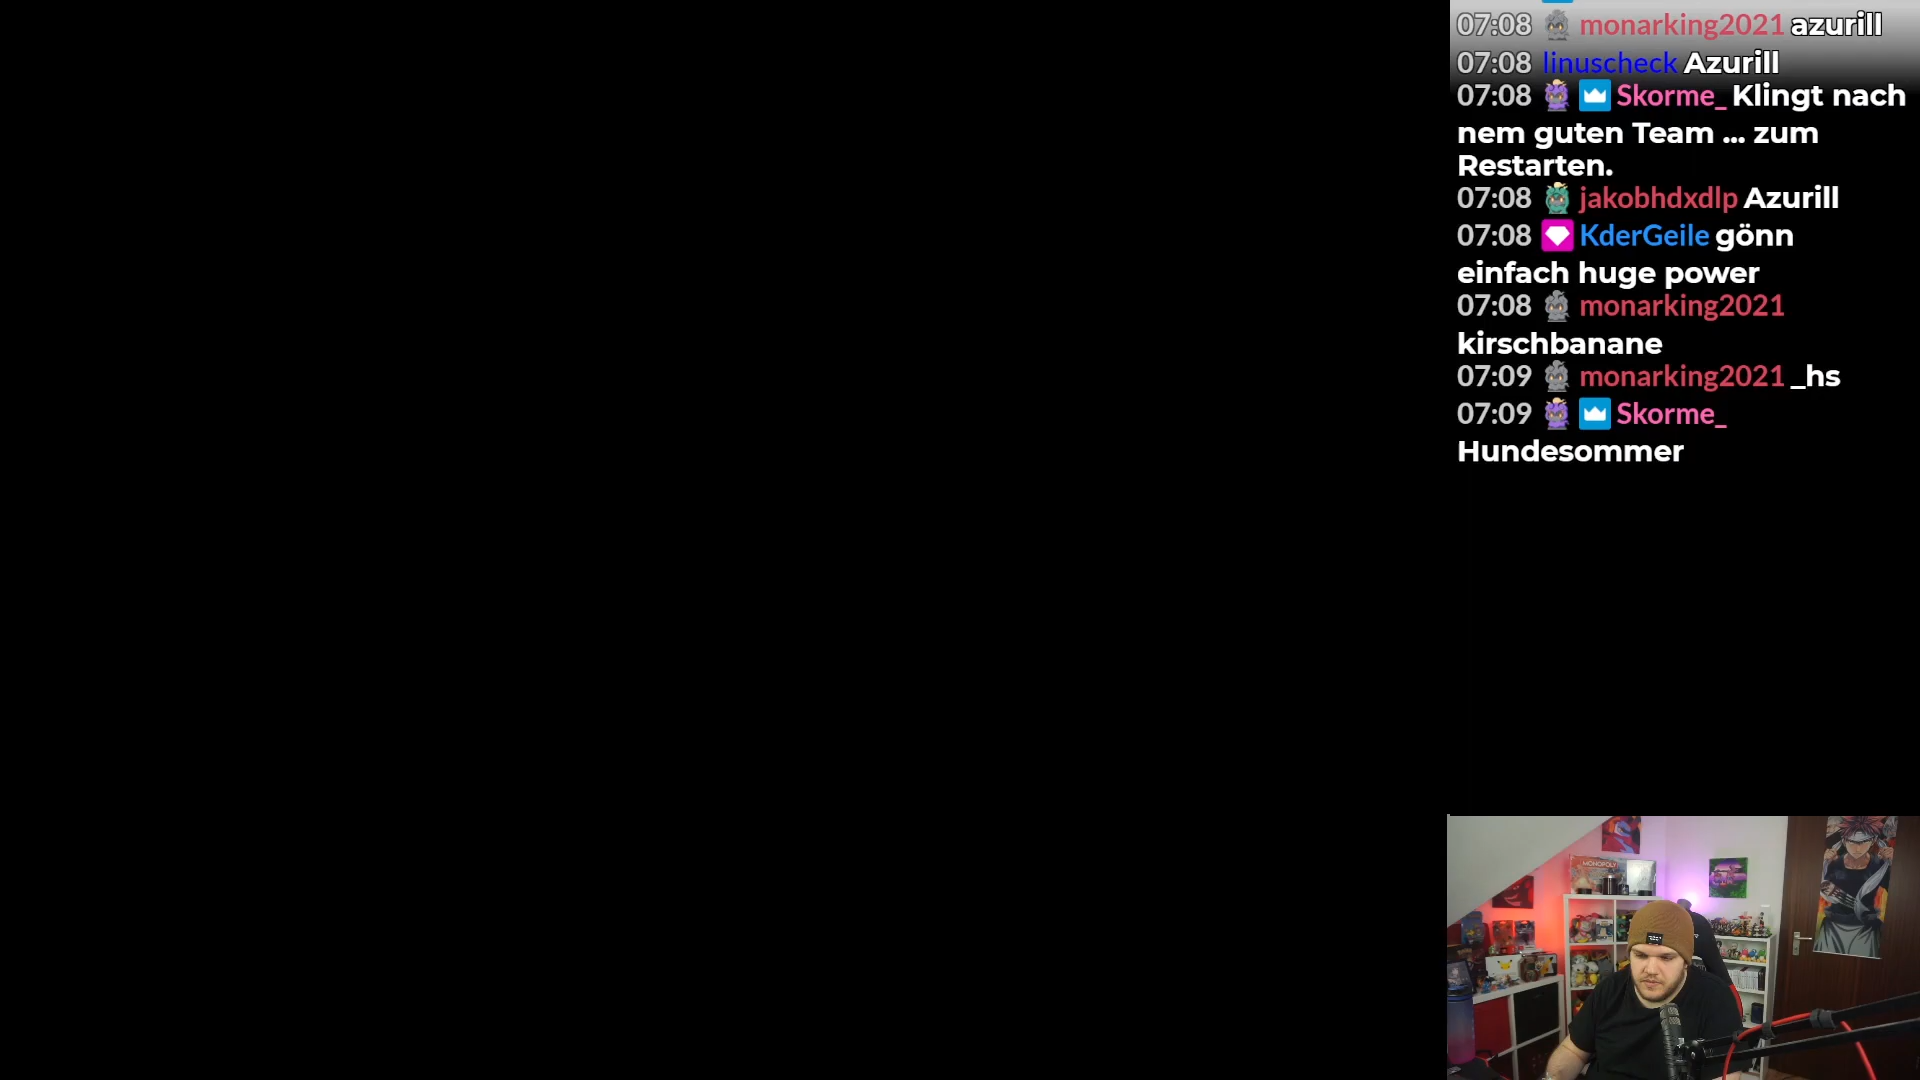 07:08 monarking2021 azurill
07:08 linuscheck Azurill
07:08 Skorme_ Klingt nach
nem guten Team ... zum
Restarten.
07:08 jakobhdxdlp Azurill
07:08 KderGeile gönn
einfach huge power
07:08 monarking2021
kirschbanane
07:09 monarking2021 _hs
07:09 Skorme_
Hundesommer
MONOPOLY